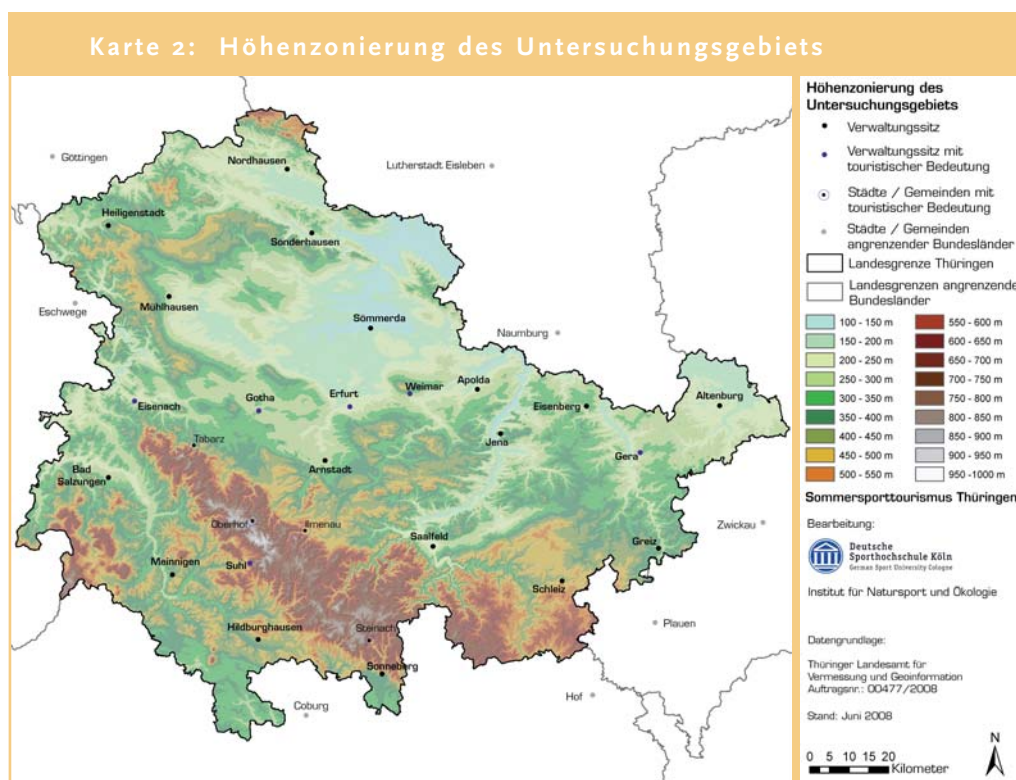 Karte 2: Höhenzonierung des Untersuchungsgebiets
Göttingen
Nordhausen
Lutherstadt Eisleben
Heiligenstadt
Sonderhausen
Eschwege
Mühlhausen
Sömmerda
Naumburg
Eisenach
Gotha
Erfurt
Weimar
Apolda
Eisenberg
Altenburg
Tabarz
Jena
Gera
Arnstadt
Bad
Salzungen
Oberhof
Ilmenau
Zwickau
Saalfeld
Greiz
Meinnigen
Suhl
Schleiz
Hildburghausen
Steinach
Plauen
Sonneberg
Coburg
Hof
Höhenzonierung des
Untersuchungsgebiets
Verwaltungssitz
Verwaltungssitz mit
touristischer Bedeutung
Städte / Gemeinden mit
touristischer Bedeutung
Städte / Gemeinden
angrenzender Bundesländer
Landesgrenze Thüringen
Landesgrenzen angrenzende
Bundesländer
100 - 150 m 550 - 600 m
150 - 200 m 600 - 650 m
200 - 250 m 650 - 700 m
250 - 300 m 700 - 750 m
300 - 350 m 750 - 800 m
350 - 400 m 800 - 850 m
400 - 450 m 850 - 900 m
450 - 500 m 900 - 950 m
500 - 550 m 950 -1000 m
Sommersporttourismus Thüringen
Bearbeitung:
Deutsche
Sporthochschule Köln
German Sport University Cologne
Institut für Natursport und Ökologie
Datengrundlage:
Thüringer Landesamt für
Vermessung und Geoinformation
Auftragsnr.: 00477/2008
Stand: Juni 2008
N
0 5 10 15 20
Kilometer